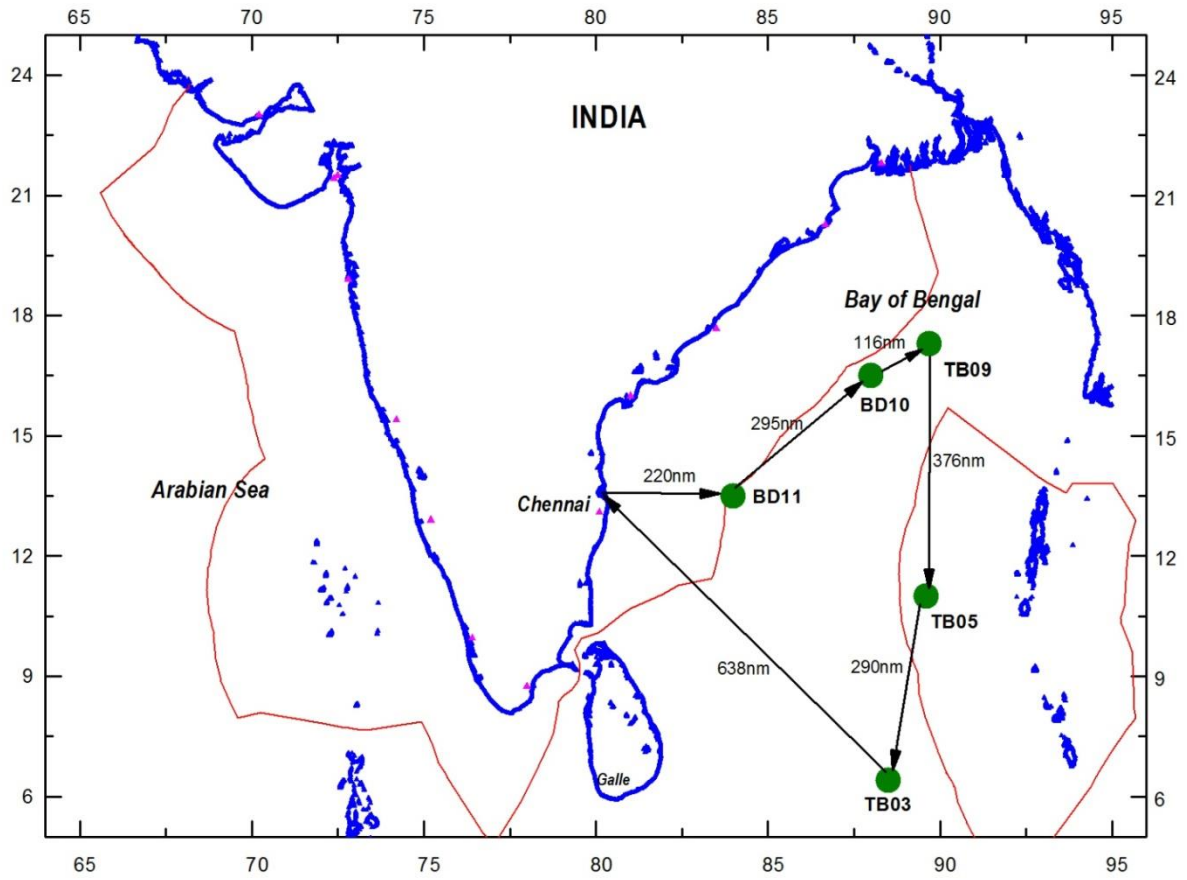 65 70 75 80 85 90 95
24 24
INDIA
21 21
Bay of Bengal
18 18
116nm
TB09
BD10
295nm
15 15
376nm
220nm
Arabian Sea
Chennai
BD11
12 12
TB05
638nm
290nm
9 9
Galle
TB03
6 6
65 70 75 80 85 90 95